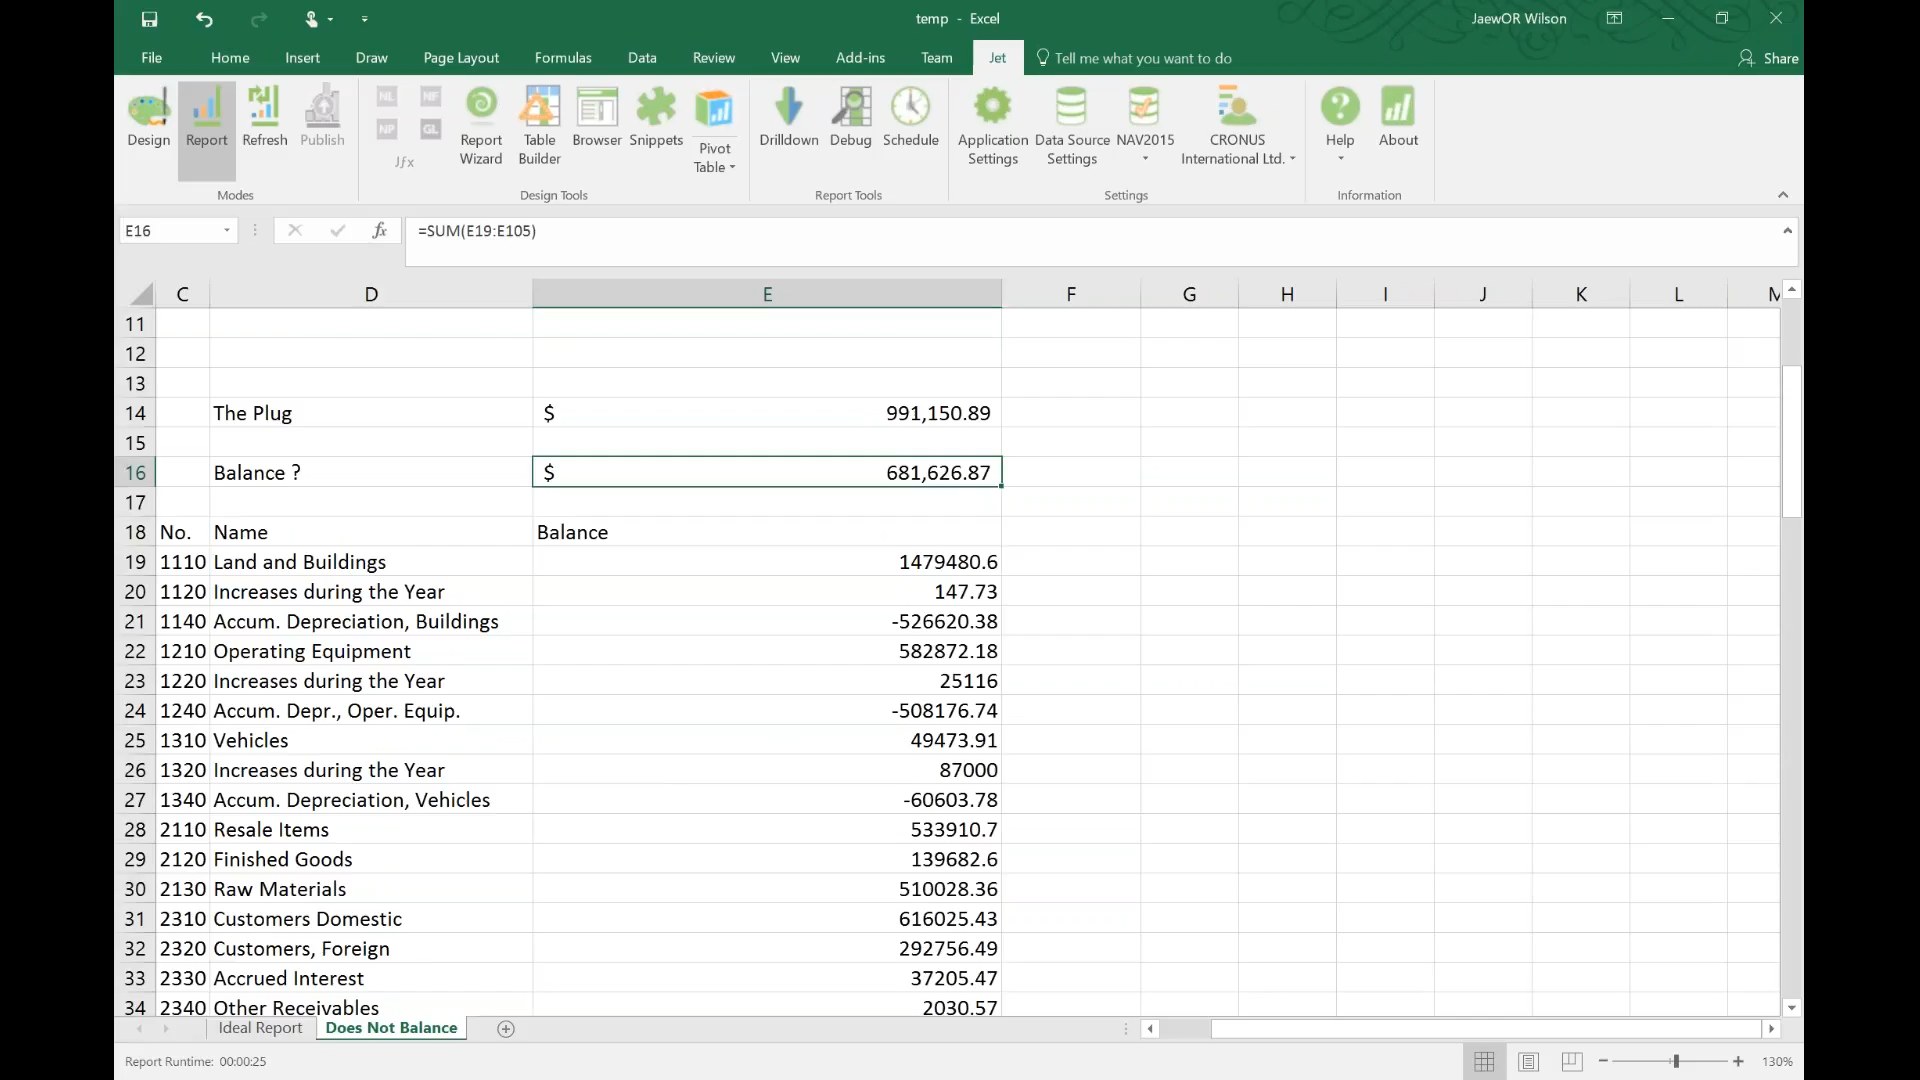 temp - Excel
JaewOR Wilson
File Home Insert Draw Page Layout Formulas Data Review View Add-ins Team Jet Tell me what you want to do
Share
Design Report Refresh Publish
NL NF
NP GL
Jfx
Report Wizard
Table Builder
Browser
Snippets
Pivot Table
Drilldown
Debug
Schedule
Application Settings
Data Source Settings
NAV2015
CRONUS International Ltd.
Help
About
Modes
Design Tools
Report Tools
Settings
Information
E16
fx
=SUM(E19:E105)
C D E F G H I J K L M
11
12
13
14 The Plug $ 991,150.89
15
16 Balance ? $ 681,626.87
17
18 No. Name Balance
19 1110 Land and Buildings 1479480.6
20 1120 Increases during the Year 147.73
21 1140 Accum. Depreciation, Buildings -526620.38
22 1210 Operating Equipment 582872.18
23 1220 Increases during the Year 25116
24 1240 Accum. Depr., Oper. Equip. -508176.74
25 1310 Vehicles 49473.91
26 1320 Increases during the Year 87000
27 1340 Accum. Depreciation, Vehicles -60603.78
28 2110 Resale Items 533910.7
29 2120 Finished Goods 139682.6
30 2130 Raw Materials 510028.36
31 2310 Customers Domestic 616025.43
32 2320 Customers, Foreign 292756.49
33 2330 Accrued Interest 37205.47
34 2340 Other Receivables 2030.57
Ideal Report Does Not Balance
Report Runtime: 00:00:25
130%